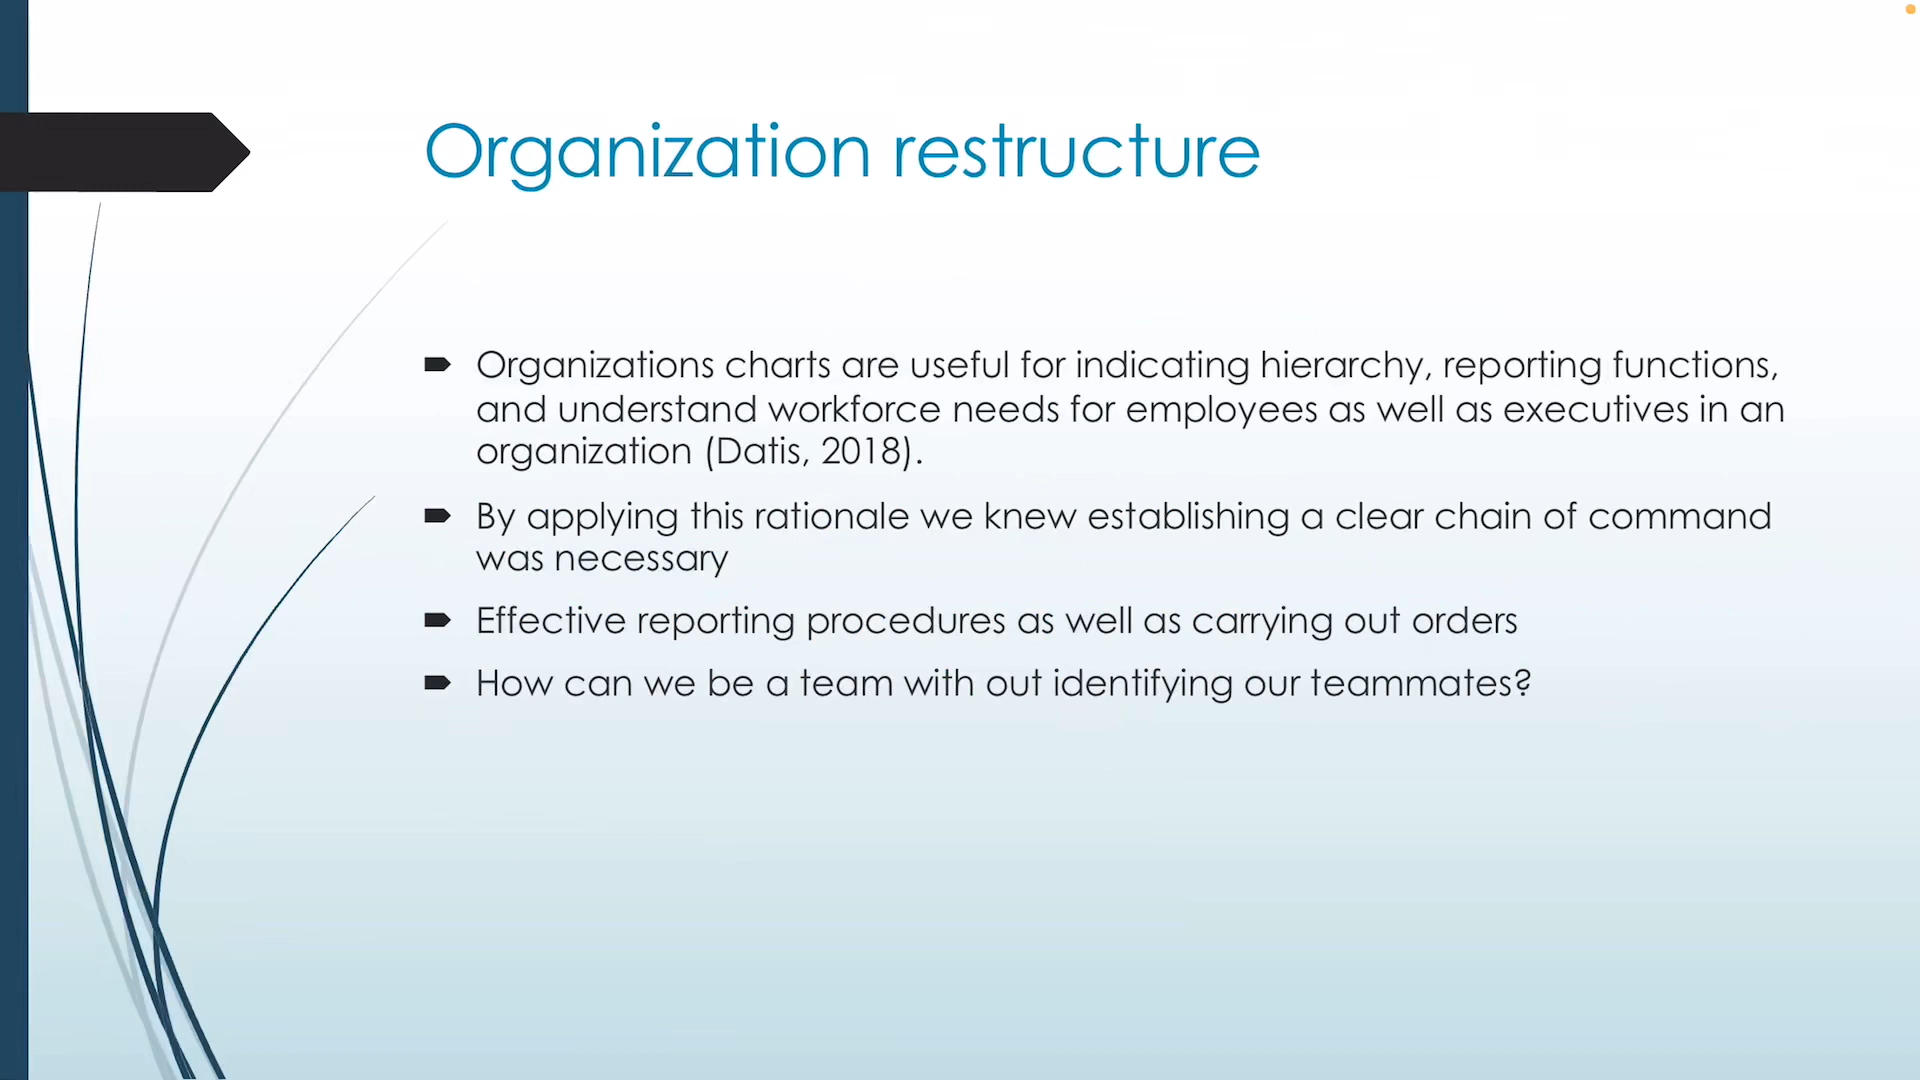 Organization restructure
Organizations charts are useful for indicating hierarchy, reporting functions,
and understand workforce needs for employees as well as executives in an
organization (Datis, 2018).
By applying this rationale we knew establishing a clear chain of command
was necessary
Effective reporting procedures as well as carrying out orders
How can we be a team with out identifying our teammates?